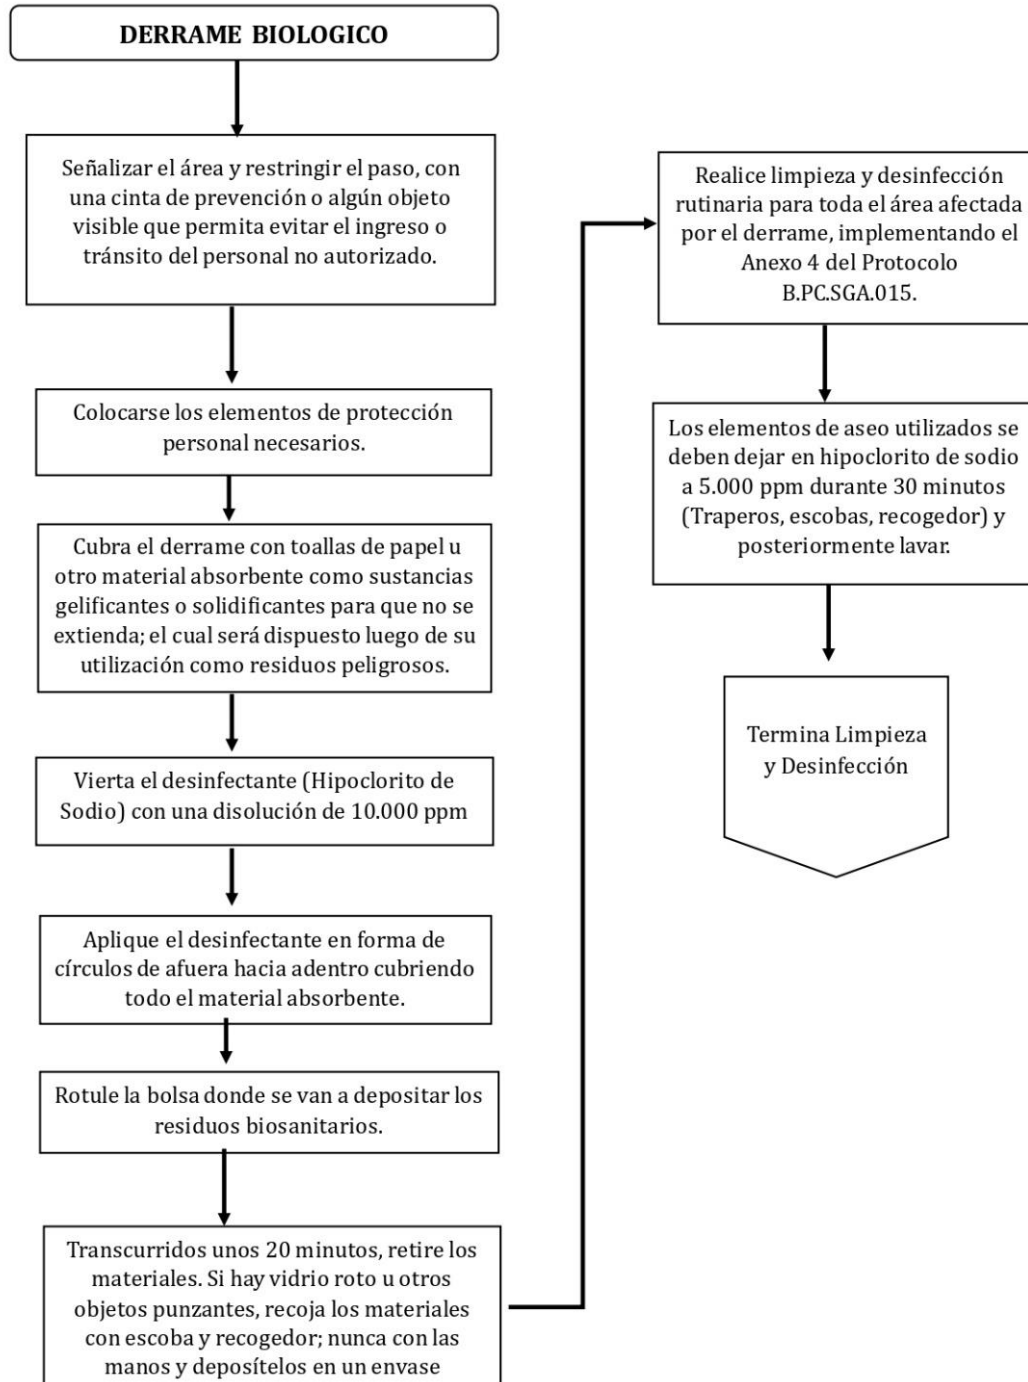 DERRAME BIOLOGICO
Señalizar el área y restringir el paso, con
una cinta de prevención o algún objeto
visible que permita evitar el ingreso o
tránsito del personal no autorizado.
Colocarse los elementos de protección
personal necesarios.
Cubra el derrame con toallas de papel u
otro material absorbente como sustancias
gelificantes o solidificantes para que no se
extienda; el cual será dispuesto luego de su
utilización como residuos peligrosos.
Vierta el desinfectante (Hipoclorito de
Sodio) con una disolución de 10.000 ppm
Aplique el desinfectante en forma de
círculos de afuera hacia adentro cubriendo
todo el material absorbente.
Rotule la bolsa donde se van a depositar los
residuos biosanitarios.
Transcurridos unos 20 minutos, retire los
materiales. Si hay vidrio roto u otros
objetos punzantes, recoja los materiales
con escoba y recogedor; nunca con las
manos y deposítelos en un envase
Realice limpieza y desinfección
rutinaria para toda el área afectada
por el derrame, implementando el
Anexo 4 del Protocolo
B.PC.SGA.015.
Los elementos de aseo utilizados se
deben dejar en hipoclorito de sodio
a 5.000 ppm durante 30 minutos
(Traperos, escobas, recogedor) y
posteriormente lavar.
Termina Limpieza
y Desinfección